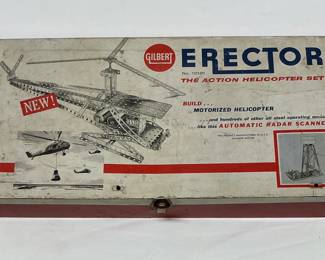 GILBERT
ERECTOR
THE ACTION HELICOPTER SET
NEW!
BUILD...
MOTORIZED HELICOPTER
...and hundreds of other all steel operating models
like this AUTOMATIC RADAR SCANNER